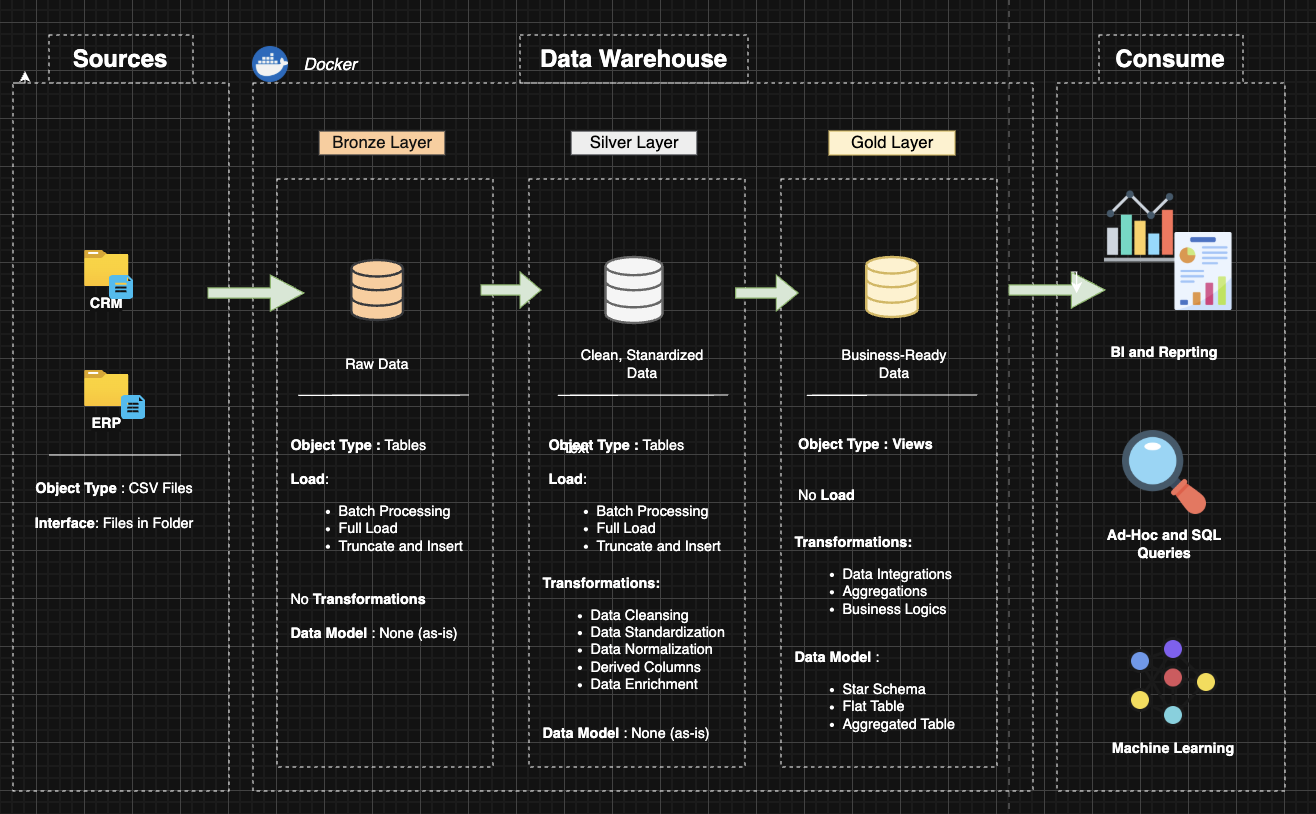 Sources
Docker
Data Warehouse
Consume
Bronze Layer
Silver Layer
Gold Layer
CRM
ERP
Object Type : CSV Files
Interface: Files in Folder
Raw Data
Object Type : Tables
Load:
• Batch Processing
• Full Load
• Truncate and Insert
No Transformations
Data Model : None (as-is)
Clean, Stanardized
Data
Object Type : Tables
Text
Load:
• Batch Processing
• Full Load
• Truncate and Insert
Transformations:
• Data Cleansing
• Data Standardization
• Data Normalization
• Derived Columns
• Data Enrichment
Data Model : None (as-is)
Business-Ready
Data
Object Type : Views
No Load
Transformations:
• Data Integrations
• Aggregations
• Business Logics
Data Model :
• Star Schema
• Flat Table
• Aggregated Table
BI and Reprting
Ad-Hoc and SQL
Queries
Machine Learning